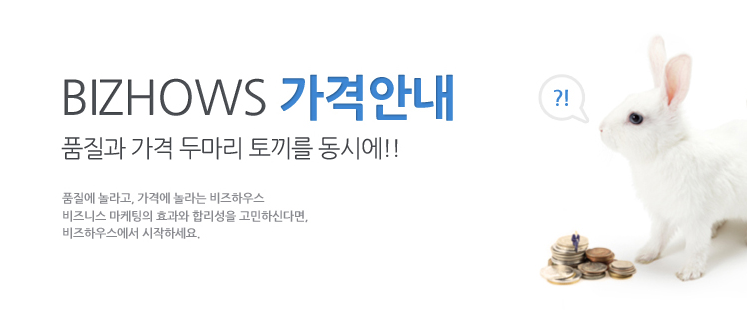 BIZHOWS 가격안내
품질과 가격 두마리 토끼를 동시에!!
품질에 놀라고, 가격에 놀라는 비즈하우스
비즈니스 마케팅의 효과와 합리성을 고민하신다면,
비즈하우스에서 시작하세요.
?!